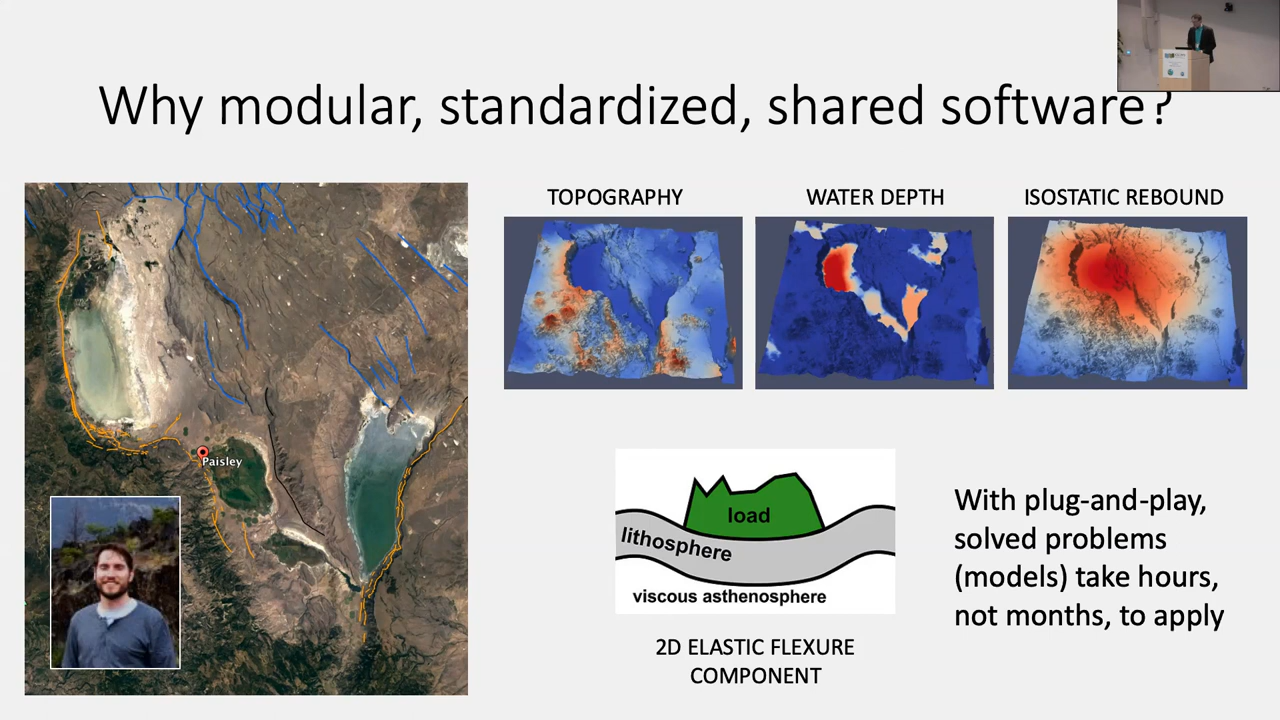 Why modular, standardized, shared software?
TOPOGRAPHY
WATER DEPTH
ISOSTATIC REBOUND
Paisley
load
lithosphere
viscous asthenosphere
2D ELASTIC FLEXURE
COMPONENT
With plug-and-play,
solved problems
(models) take hours,
not months, to apply